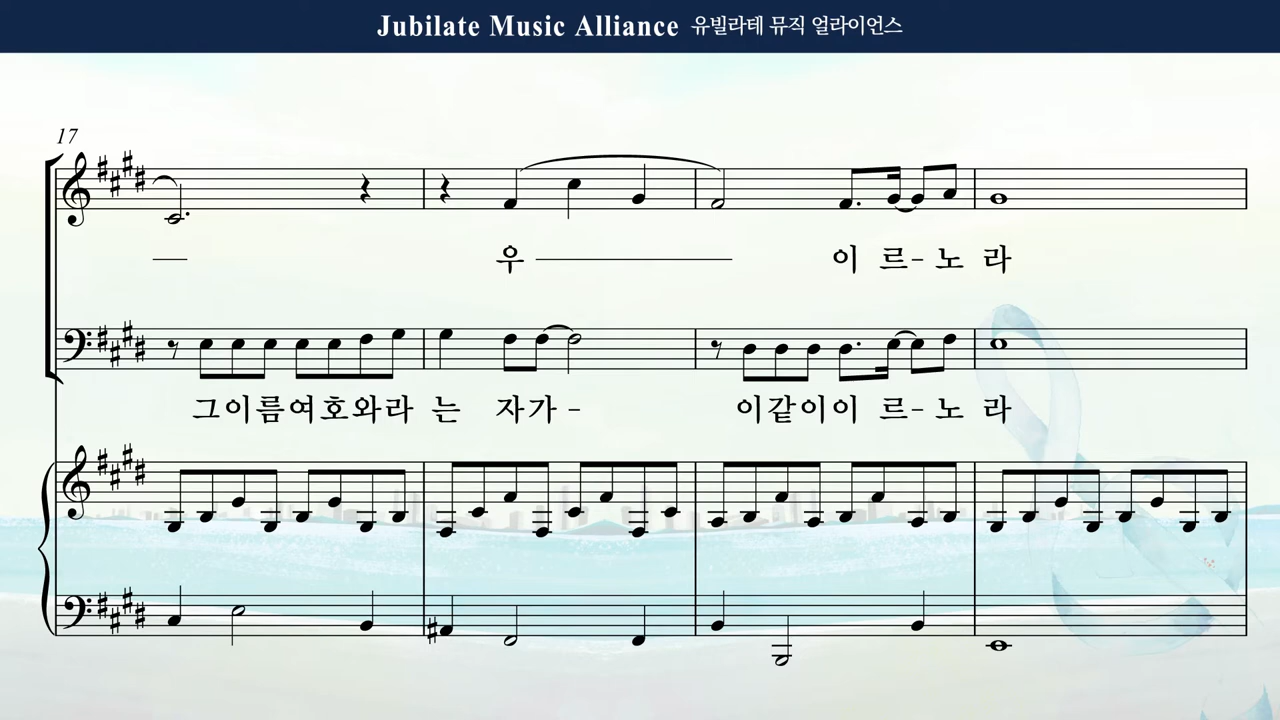 Jubilate Music Alliance 유빌라테 뮤직 얼라이언스
17
우 이 르- 노 라
그이름여호와라 는 자가- 이같이이 르- 노 라